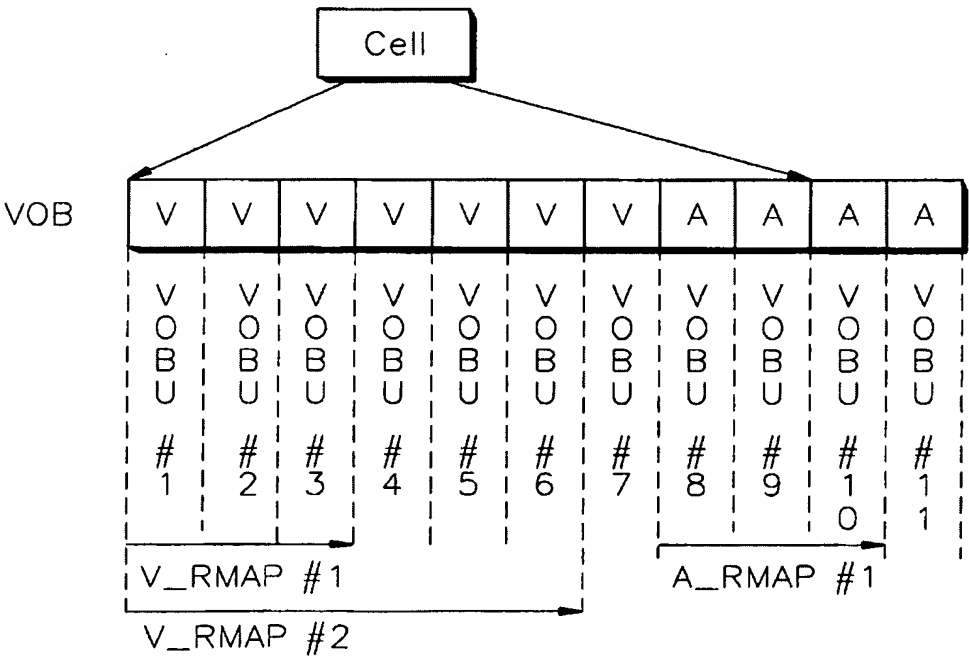 Cell
VOB V V V V V V V A A A A
VOBU #1
VOBU #2
VOBU #3
VOBU #4
VOBU #5
VOBU #6
VOBU #7
VOBU #8
VOBU #9
VOBU #10
VOBU #11
V_RMAP #1
A_RMAP #1
V_RMAP #2